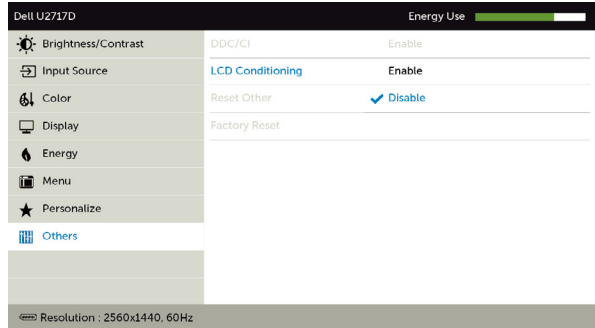 Dell U2717D Energy Use
Brightness/Contrast DDC/CI Enable
Input Source LCD Conditioning Enable
Color Reset Other Disable
Display Factory Reset
Energy
Menu
Personalize
Others
Resolution : 2560x1440, 60Hz